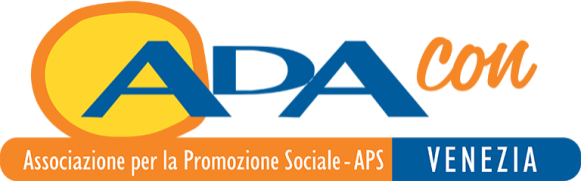 ADA con
Associazione per la Promozione Sociale - APS VENEZIA